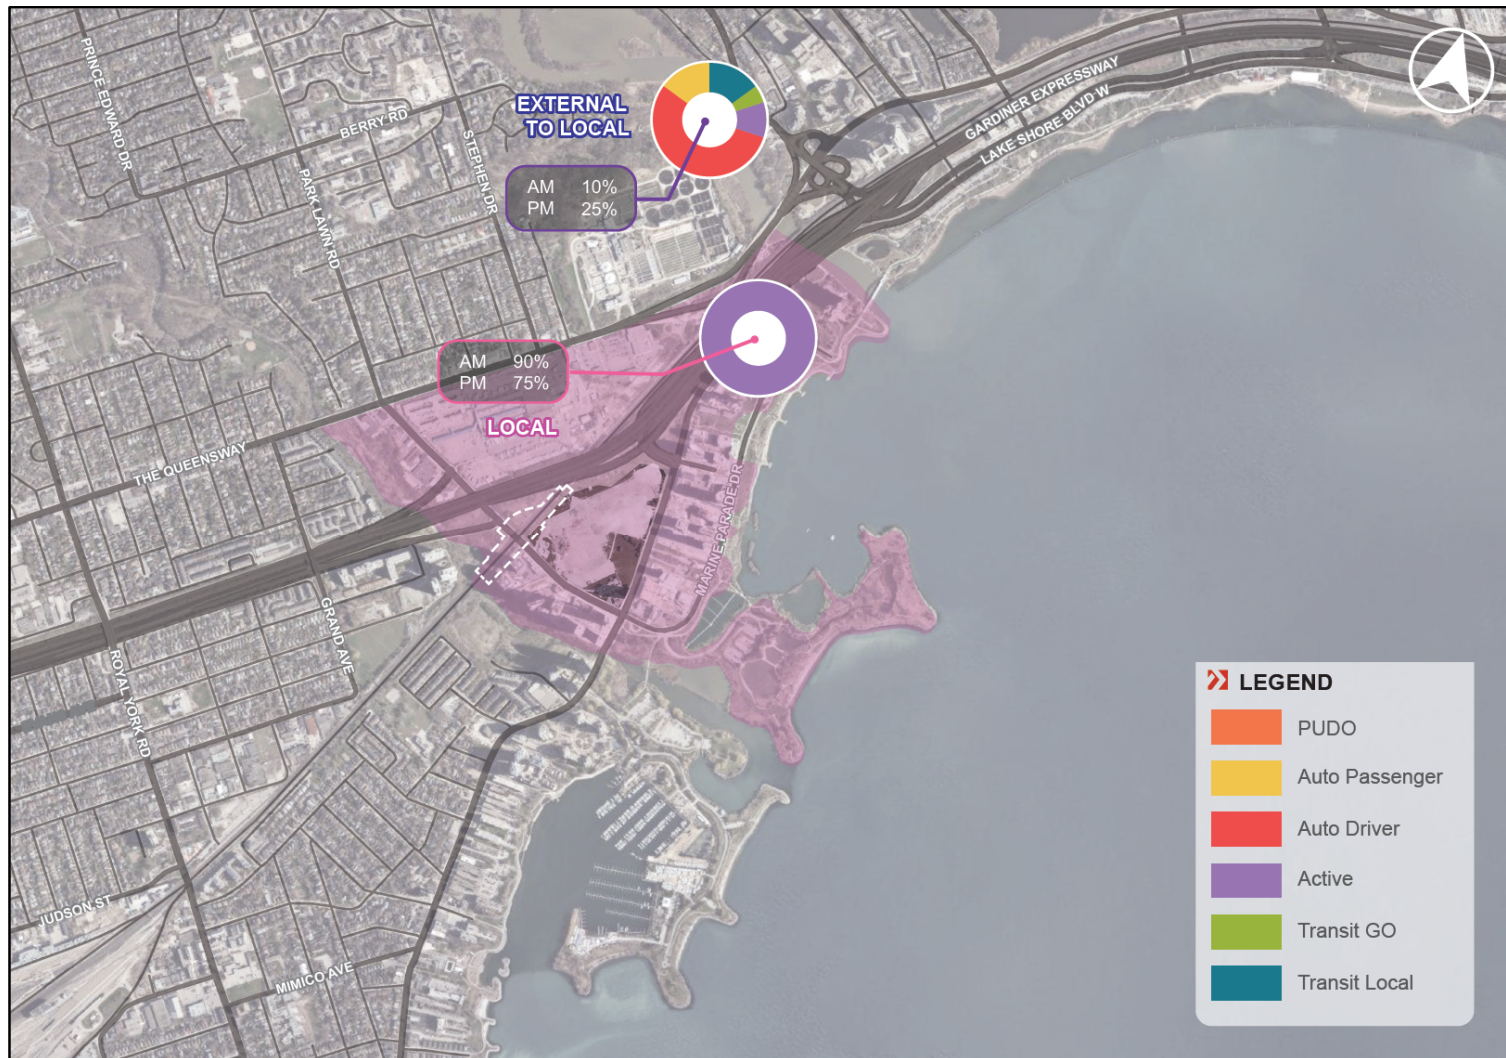 PRINCE EDWARD DR
BERRY RD
PARK LAWN RD
STEPHEN DR
EXTERNAL
TO LOCAL
AM 10%
PM 25%
GARDINER EXPRESSWAY
LAKE SHORE BLVD W
AM 90%
PM 75%
LOCAL
THE QUEENSWAY
MARINE PARADE DR
GRAND AVE
ROYAL YORK RD
JUDSON ST
MIMICO AVE
LEGEND
PUDO
Auto Passenger
Auto Driver
Active
Transit GO
Transit Local